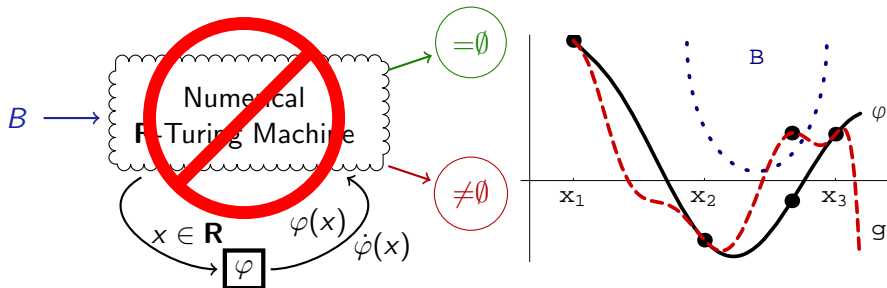 B
Numerical
R-Turing Machine
=∅
≠∅
x ∈ R
φ
φ(x)
φ̇(x)
B
φ
x₁
x₂
x₃
g